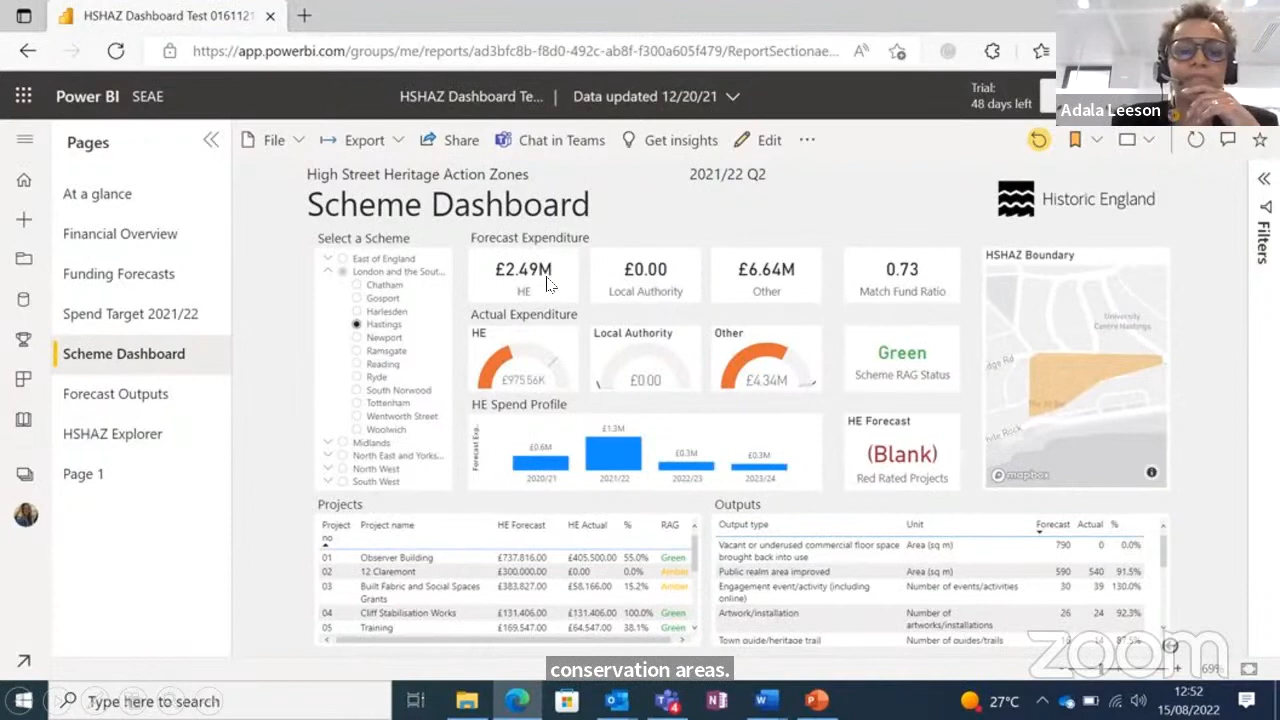 HSHAZ Dashboard Test 0161121
https://app.powerbi.com/groups/me/reports/ad3bfc8b-f8d0-492c-ab8f-f300a605f479/ReportSectionae...
Adala Leeson
Power BI SEAE
HSHAZ Dashboard Te... | Data updated 12/20/21
Trial:
48 days left
Pages
File Export Share Chat in Teams Get insights Edit ...
At a glance
Financial Overview
Funding Forecasts
Spend Target 2021/22
Scheme Dashboard
Forecast Outputs
HSHAZ Explorer
Page 1
High Street Heritage Action Zones
2021/22 Q2
Scheme Dashboard
Historic England
Filters
Select a Scheme
East of England
London and the Sout...
Chatham
Gosport
Harlesden
Hastings
Newport
Ramsgate
Reading
Ryde
South Norwood
Tottenham
Wentworth Street
Woolwich
Midlands
North East and Yorks...
North West
South West
Forecast Expenditure
£2.49M
HE
£0.00
Local Authority
£6.64M
Other
0.73
Match Fund Ratio
Actual Expenditure
HE
£975.56K
Local Authority
£0.00
Other
£4.34M
Green
Scheme RAG Status
HE Spend Profile
Forecast Exp...
£0.6M £1.3M £0.3M £0.3M
2020/21 2021/22 2022/23 2023/24
HE Forecast
(Blank)
Red Rated Projects
HSHAZ Boundary
University
Centre Hastings
mapbox
Projects
Project no Project name HE Forecast HE Actual % RAG
01 Observer Building £737,816.00 £405,500.00 55.0% Green
02 12 Claremont £300,000.00 £0.00 0.0% Amber
03 Built Fabric and Social Spaces Grants £383,827.00 £58,166.00 15.2% Amber
04 Cliff Stabilisation Works £131,406.00 £131,406.00 100.0% Green
05 Training £169,547.00 £64,547.00 38.1% Green
Outputs
Output type Unit Forecast Actual %
Vacant or underused commercial floor space brought back into use Area (sq m) 790 0 0.0%
Public realm area improved Area (sq m) 590 540 91.5%
Engagement event/activity (including online) Number of events/activities 30 39 130.0%
Artwork/installation Number of artworks/installations 26 24 92.3%
Town guide/heritage trail Number of guides/trails 14 87.5%
zoom
69%
conservation areas.
Type here to search
27°C
12:52
15/08/2022